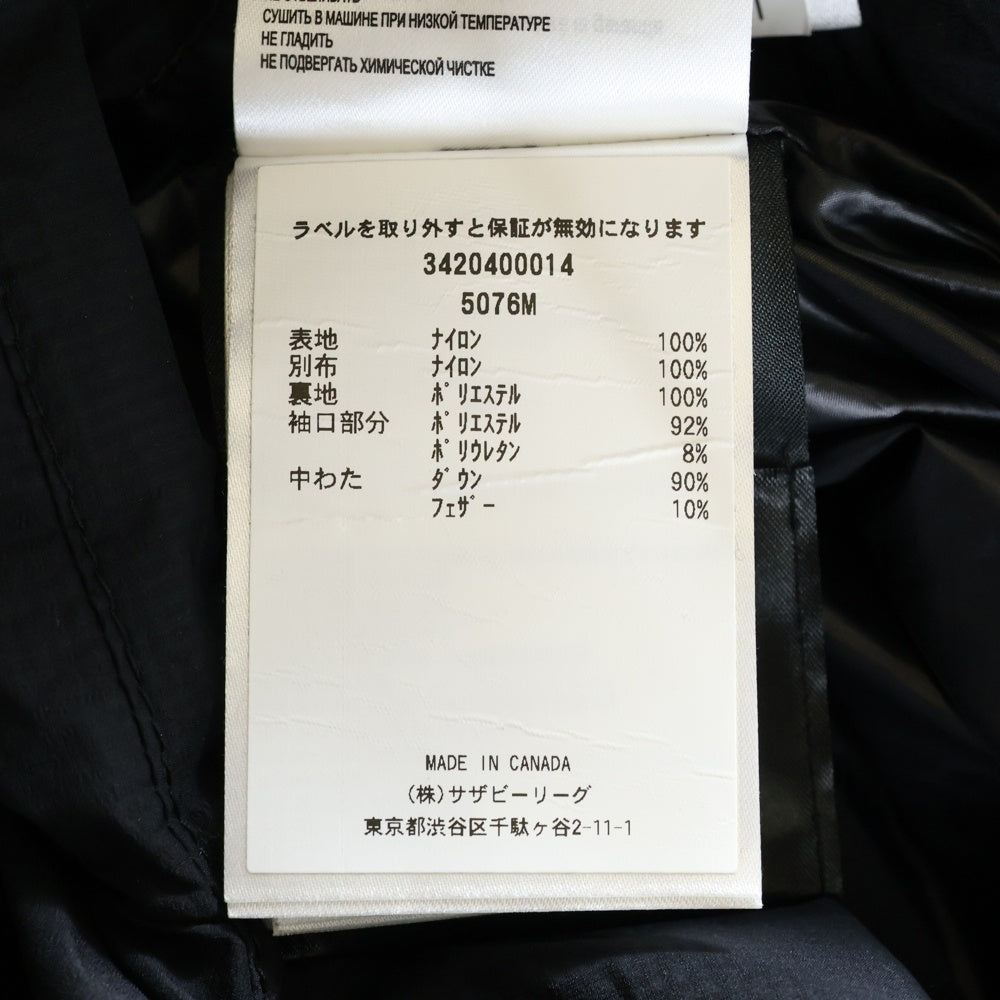 СУШИТЬ В МАШИНЕ ПРИ НИЗКОЙ ТЕМПЕРАТУРЕ
НЕ ГЛАДИТЬ
НЕ ПОДВЕРГАТЬ ХИМИЧЕСКОЙ ЧИСТКЕ
ラベルを取り外すと保証が無効になります
3420400014
5076M
表地 ﾅｲﾛﾝ 100%
別布 ﾅｲﾛﾝ 100%
裏地 ﾎﾟﾘｴｽﾃﾙ 100%
袖口部分 ﾎﾟﾘｴｽﾃﾙ 92%
ﾎﾟﾘｳﾚﾀﾝ 8%
中わた ﾀﾞｳﾝ 90%
ﾌｪｻﾞｰ 10%
MADE IN CANADA
(株)サザビーリーグ
東京都渋谷区千駄ヶ谷2-11-1